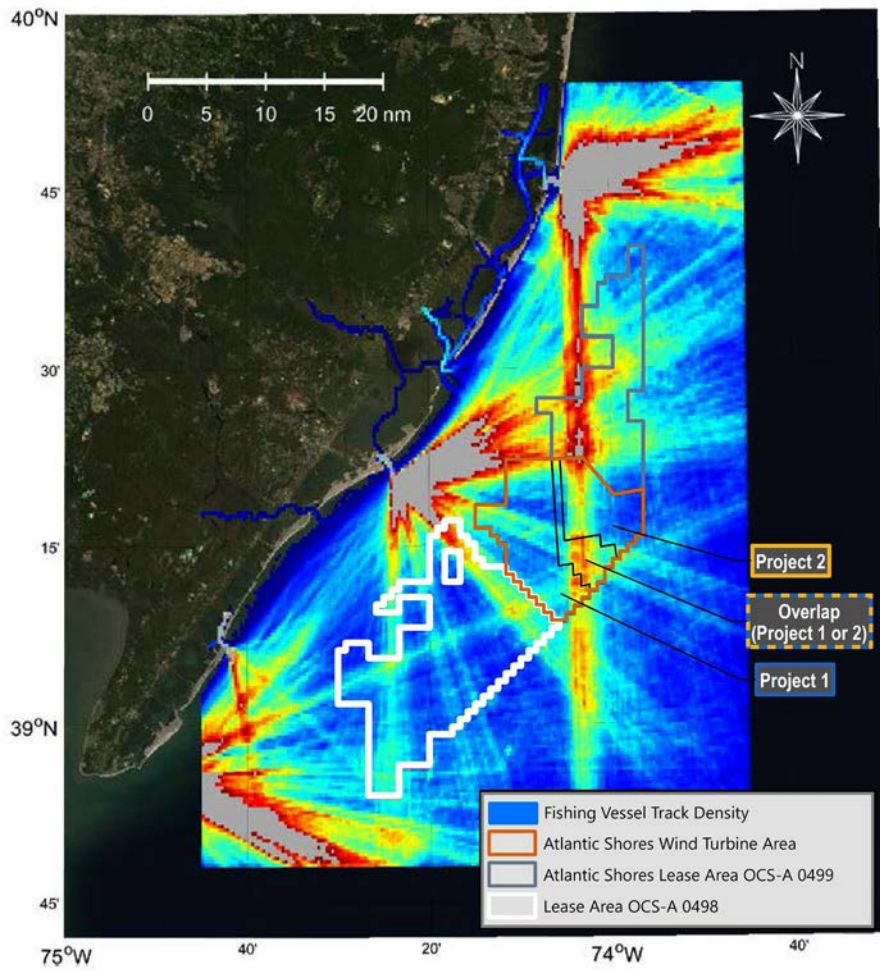 40°N
N
0 5 10 15 20 nm
45'
30'
15'
Project 2
Overlap
(Project 1 or 2)
Project 1
39°N
Fishing Vessel Track Density
Atlantic Shores Wind Turbine Area
Atlantic Shores Lease Area OCS-A 0499
Lease Area OCS-A 0498
45'
75°W 40' 20' 74°W 40'